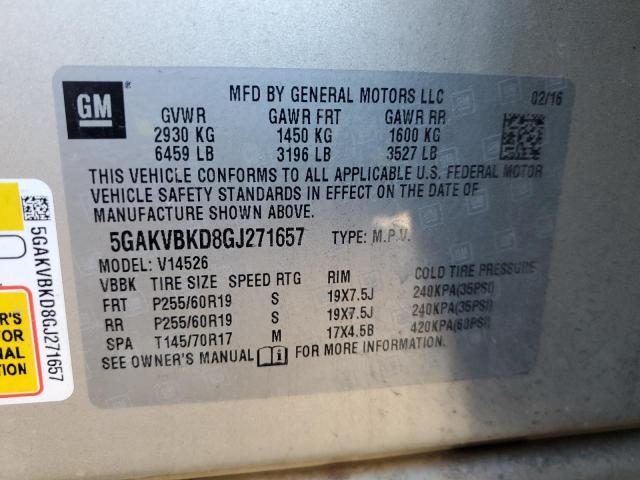 GM
MFD BY GENERAL MOTORS LLC 02/16
GVWR GAWR FRT GAWR RR
2930 KG 1450 KG 1600 KG
6459 LB 3196 LB 3527 LB
THIS VEHICLE CONFORMS TO ALL APPLICABLE U.S. FEDERAL MOTOR
VEHICLE SAFETY STANDARDS IN EFFECT ON THE DATE OF
MANUFACTURE SHOWN ABOVE.
5GAKVBKD8GJ271657 TYPE: M.P.V.
MODEL: V14526
VBBK TIRE SIZE SPEED RTG RIM COLD TIRE PRESSURE
FRT P255/60R19 S 19X7.5J 240KPA(35PSI)
RR P255/60R19 S 19X7.5J 240KPA(35PSI)
SPA T145/70R17 M 17X4.5B 420KPA(60PSI)
SEE OWNER'S MANUAL FOR MORE INFORMATION.
5GAKVBKD8GJ271657
R'S
OR
NAL
TION